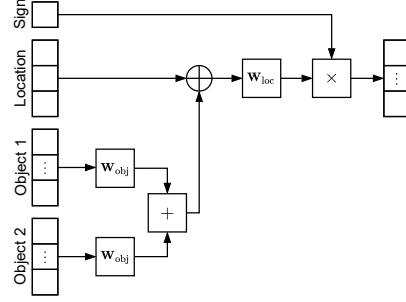 Sign
Location
W_loc
×
⋮
Object 1
⋮
W_obj
+
Object 2
⋮
W_obj